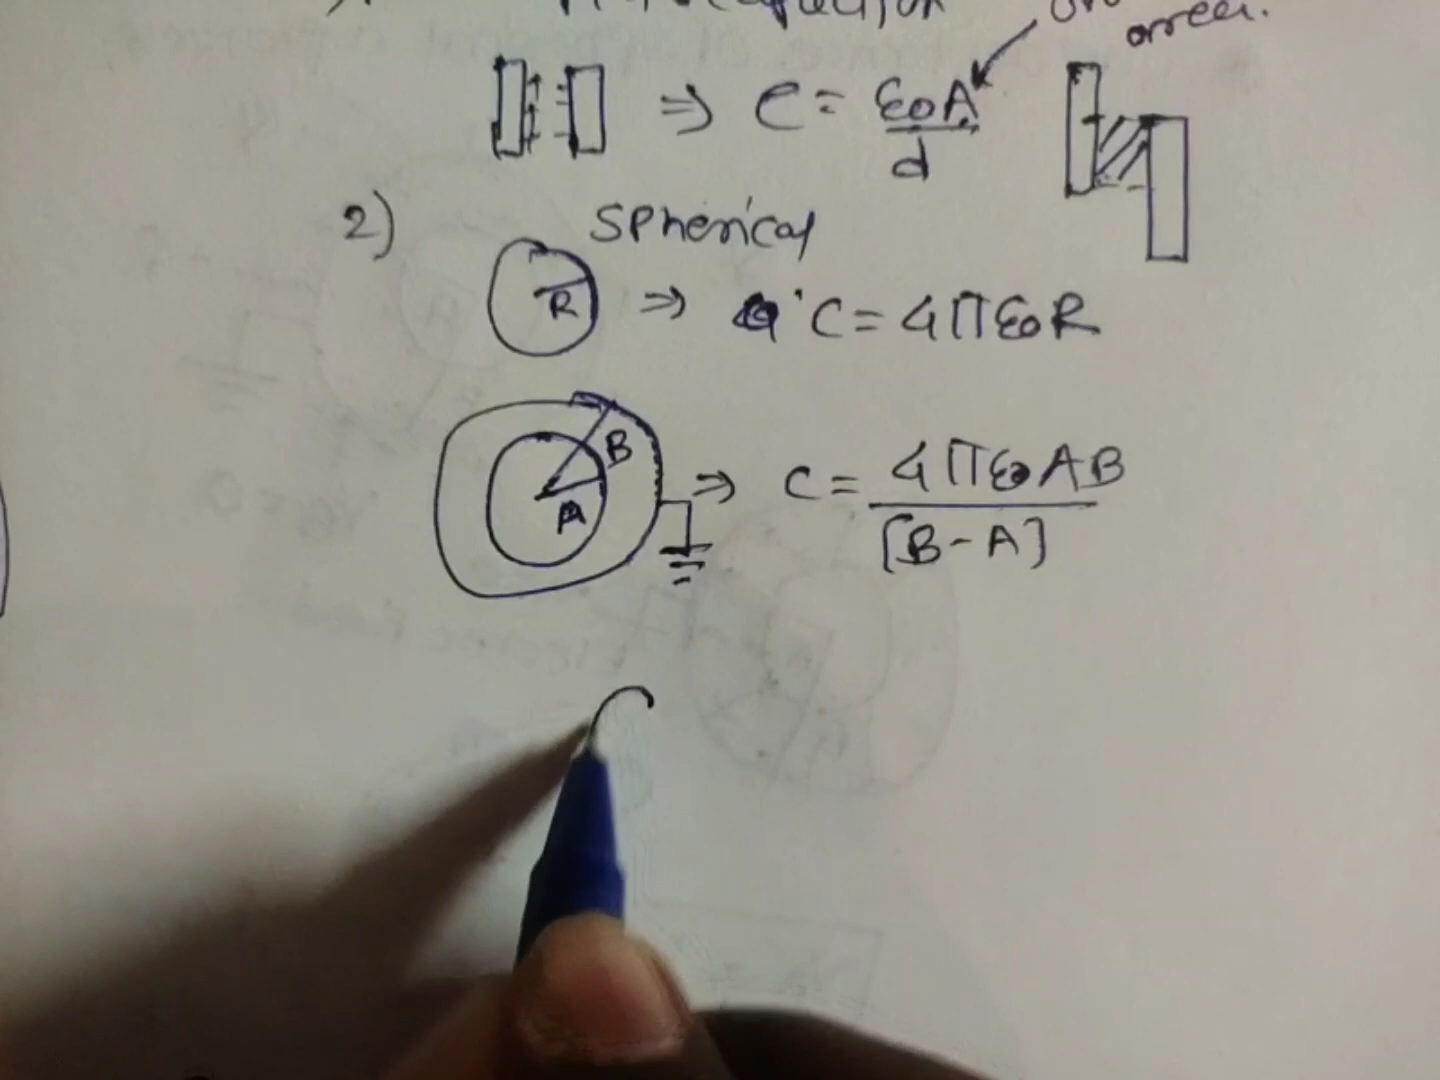 area.
⇒ C = ε0A/d
2) Spherical
R ⇒ C = 4πε0R
B
A
⇒ C = 4πε0AB/[B-A]